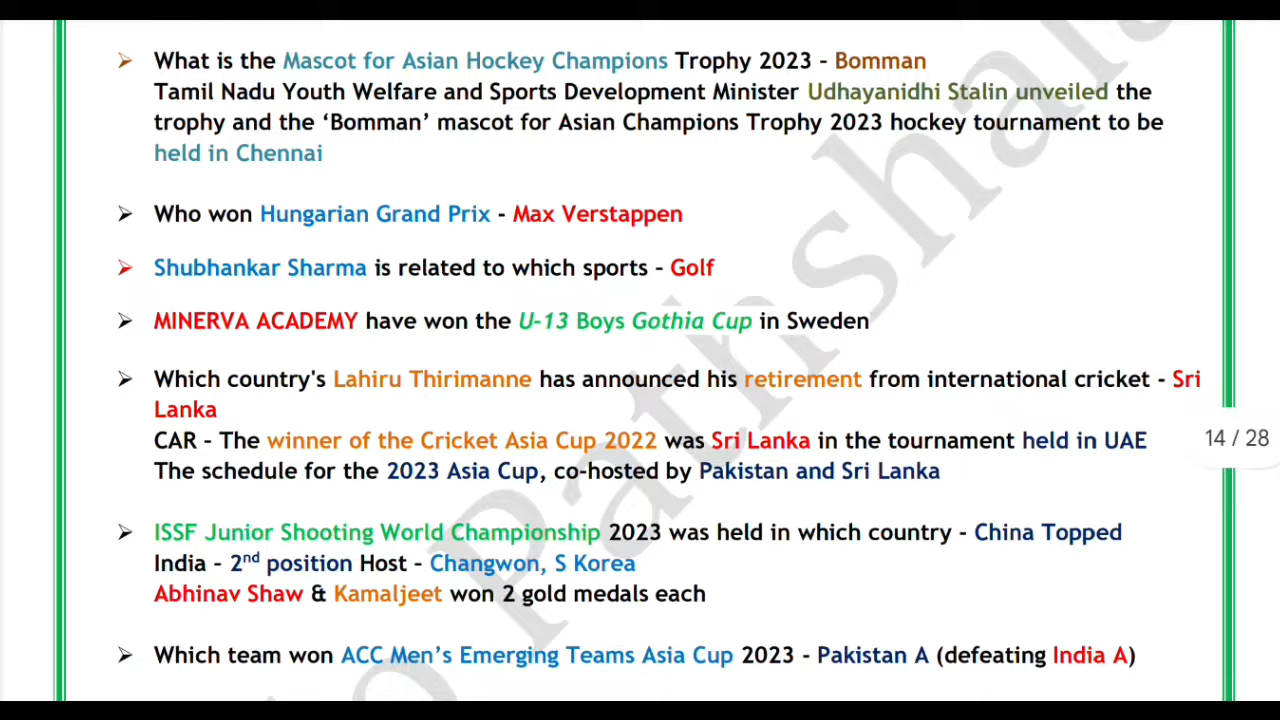 What is the Mascot for Asian Hockey Champions Trophy 2023 - Bomman
Tamil Nadu Youth Welfare and Sports Development Minister Udhayanidhi Stalin unveiled the
trophy and the ‘Bomman’ mascot for Asian Champions Trophy 2023 hockey tournament to be
held in Chennai
Who won Hungarian Grand Prix - Max Verstappen
Shubhankar Sharma is related to which sports – Golf
MINERVA ACADEMY have won the U-13 Boys Gothia Cup in Sweden
Which country's Lahiru Thirimanne has announced his retirement from international cricket - Sri
Lanka
CAR – The winner of the Cricket Asia Cup 2022 was Sri Lanka in the tournament held in UAE
The schedule for the 2023 Asia Cup, co-hosted by Pakistan and Sri Lanka
14 / 28
ISSF Junior Shooting World Championship 2023 was held in which country - China Topped
India – 2nd position Host – Changwon, S Korea
Abhinav Shaw & Kamaljeet won 2 gold medals each
Which team won ACC Men’s Emerging Teams Asia Cup 2023 - Pakistan A (defeating India A)
Pathshala